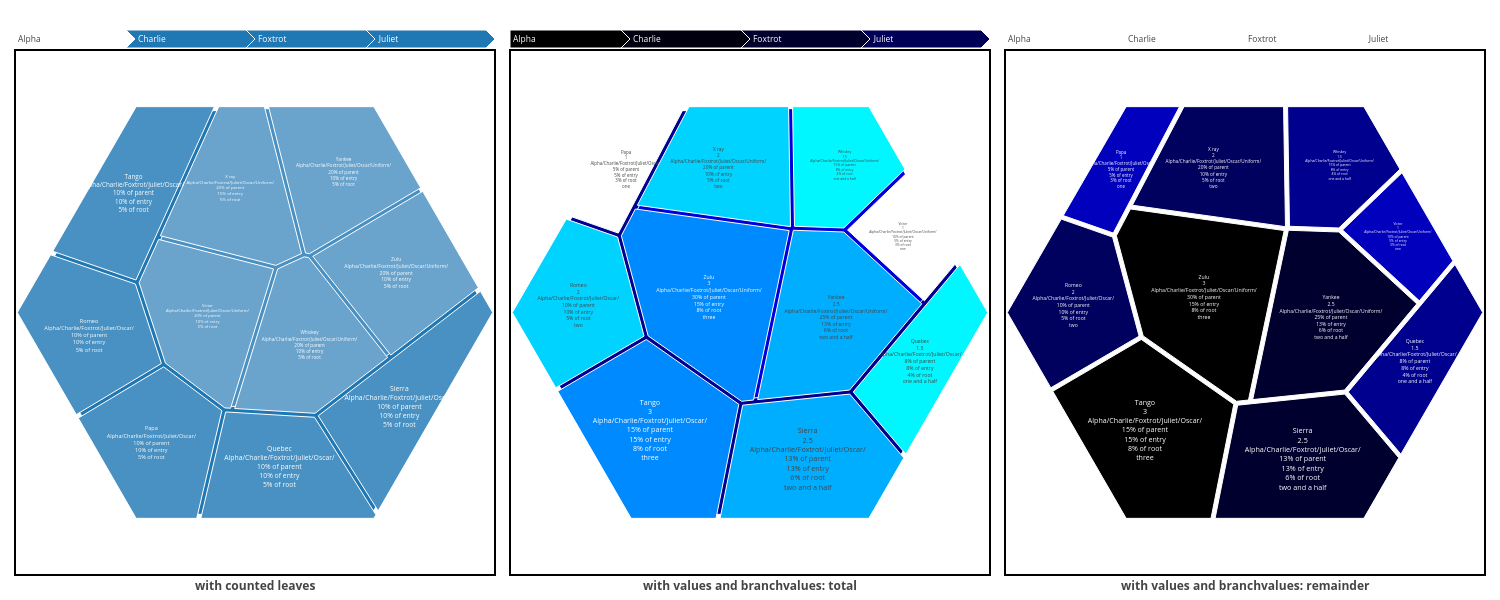 Alpha
Charlie
Foxtrot
Juliet
Tango
ha/Charlie/Foxtrot/Juliet/Oscar/
10% of parent
10% of entry
5% of root
X ray
Alpha/Charlie/Foxtrot/Juliet/Oscar/Uniform/
20% of parent
10% of entry
5% of root
Yankee
Alpha/Charlie/Foxtrot/Juliet/Oscar/Uniform/
20% of parent
10% of entry
5% of root
Zulu
Alpha/Charlie/Foxtrot/Juliet/Oscar/Uniform/
20% of parent
10% of entry
5% of root
Romeo
Alpha/Charlie/Foxtrot/Juliet/Oscar/
10% of parent
10% of entry
5% of root
Victor
Alpha/Charlie/Foxtrot/Juliet/Oscar/Uniform/
20% of parent
10% of entry
5% of root
Whiskey
Alpha/Charlie/Foxtrot/Juliet/Oscar/Uniform/
20% of parent
10% of entry
5% of root
Sierra
Alpha/Charlie/Foxtrot/Juliet/Osc
10% of parent
10% of entry
5% of root
Papa
Alpha/Charlie/Foxtrot/Juliet/Oscar/
10% of parent
10% of entry
5% of root
Quebec
Alpha/Charlie/Foxtrot/Juliet/Oscar/
10% of parent
10% of entry
5% of root
with counted leaves
Alpha
Charlie
Foxtrot
Juliet
Papa
1
Alpha/Charlie/Foxtrot/Juliet/Osc
5% of parent
5% of entry
3% of root
one
X ray
2
Alpha/Charlie/Foxtrot/Juliet/Oscar/Uniform/
20% of parent
10% of entry
5% of root
two
Whiskey
1.5
Alpha/Charlie/Foxtrot/Juliet/Oscar/Uniform/
15% of parent
8% of entry
4% of root
one and a half
Victor
1
Alpha/Charlie/Foxtrot/Juliet/Oscar/Uniform/
10% of parent
5% of entry
3% of root
one
Romeo
2
Alpha/Charlie/Foxtrot/Juliet/Oscar/
10% of parent
10% of entry
5% of root
two
Zulu
3
Alpha/Charlie/Foxtrot/Juliet/Oscar/Uniform/
30% of parent
15% of entry
8% of root
three
Yankee
2.5
Alpha/Charlie/Foxtrot/Juliet/Oscar/Uniform/
25% of parent
13% of entry
6% of root
two and a half
Quebec
1.5
Alpha/Charlie/Foxtrot/Juliet/Oscar/
8% of parent
8% of entry
4% of root
one and a half
Tango
3
Alpha/Charlie/Foxtrot/Juliet/Oscar/
15% of parent
15% of entry
8% of root
three
Sierra
2.5
Alpha/Charlie/Foxtrot/Juliet/Oscar/
13% of parent
13% of entry
6% of root
two and a half
with values and branchvalues: total
Alpha
Charlie
Foxtrot
Juliet
Papa
1
Alpha/Charlie/Foxtrot/Juliet/Osc
5% of parent
5% of entry
3% of root
one
X ray
2
Alpha/Charlie/Foxtrot/Juliet/Oscar/Uniform/
20% of parent
10% of entry
5% of root
two
Whiskey
1.5
Alpha/Charlie/Foxtrot/Juliet/Oscar/Uniform/
15% of parent
8% of entry
4% of root
one and a half
Victor
1
Alpha/Charlie/Foxtrot/Juliet/Oscar/Uniform/
10% of parent
5% of entry
3% of root
one
Romeo
2
Alpha/Charlie/Foxtrot/Juliet/Oscar/
10% of parent
10% of entry
5% of root
two
Zulu
3
Alpha/Charlie/Foxtrot/Juliet/Oscar/Uniform/
30% of parent
15% of entry
8% of root
three
Yankee
2.5
Alpha/Charlie/Foxtrot/Juliet/Oscar/Uniform/
25% of parent
13% of entry
6% of root
two and a half
Quebec
1.5
pha/Charlie/Foxtrot/Juliet/Oscar/
8% of parent
8% of entry
4% of root
one and a half
Tango
3
Alpha/Charlie/Foxtrot/Juliet/Oscar/
15% of parent
15% of entry
8% of root
three
Sierra
2.5
Alpha/Charlie/Foxtrot/Juliet/Oscar/
13% of parent
13% of entry
6% of root
two and a half
with values and branchvalues: remainder